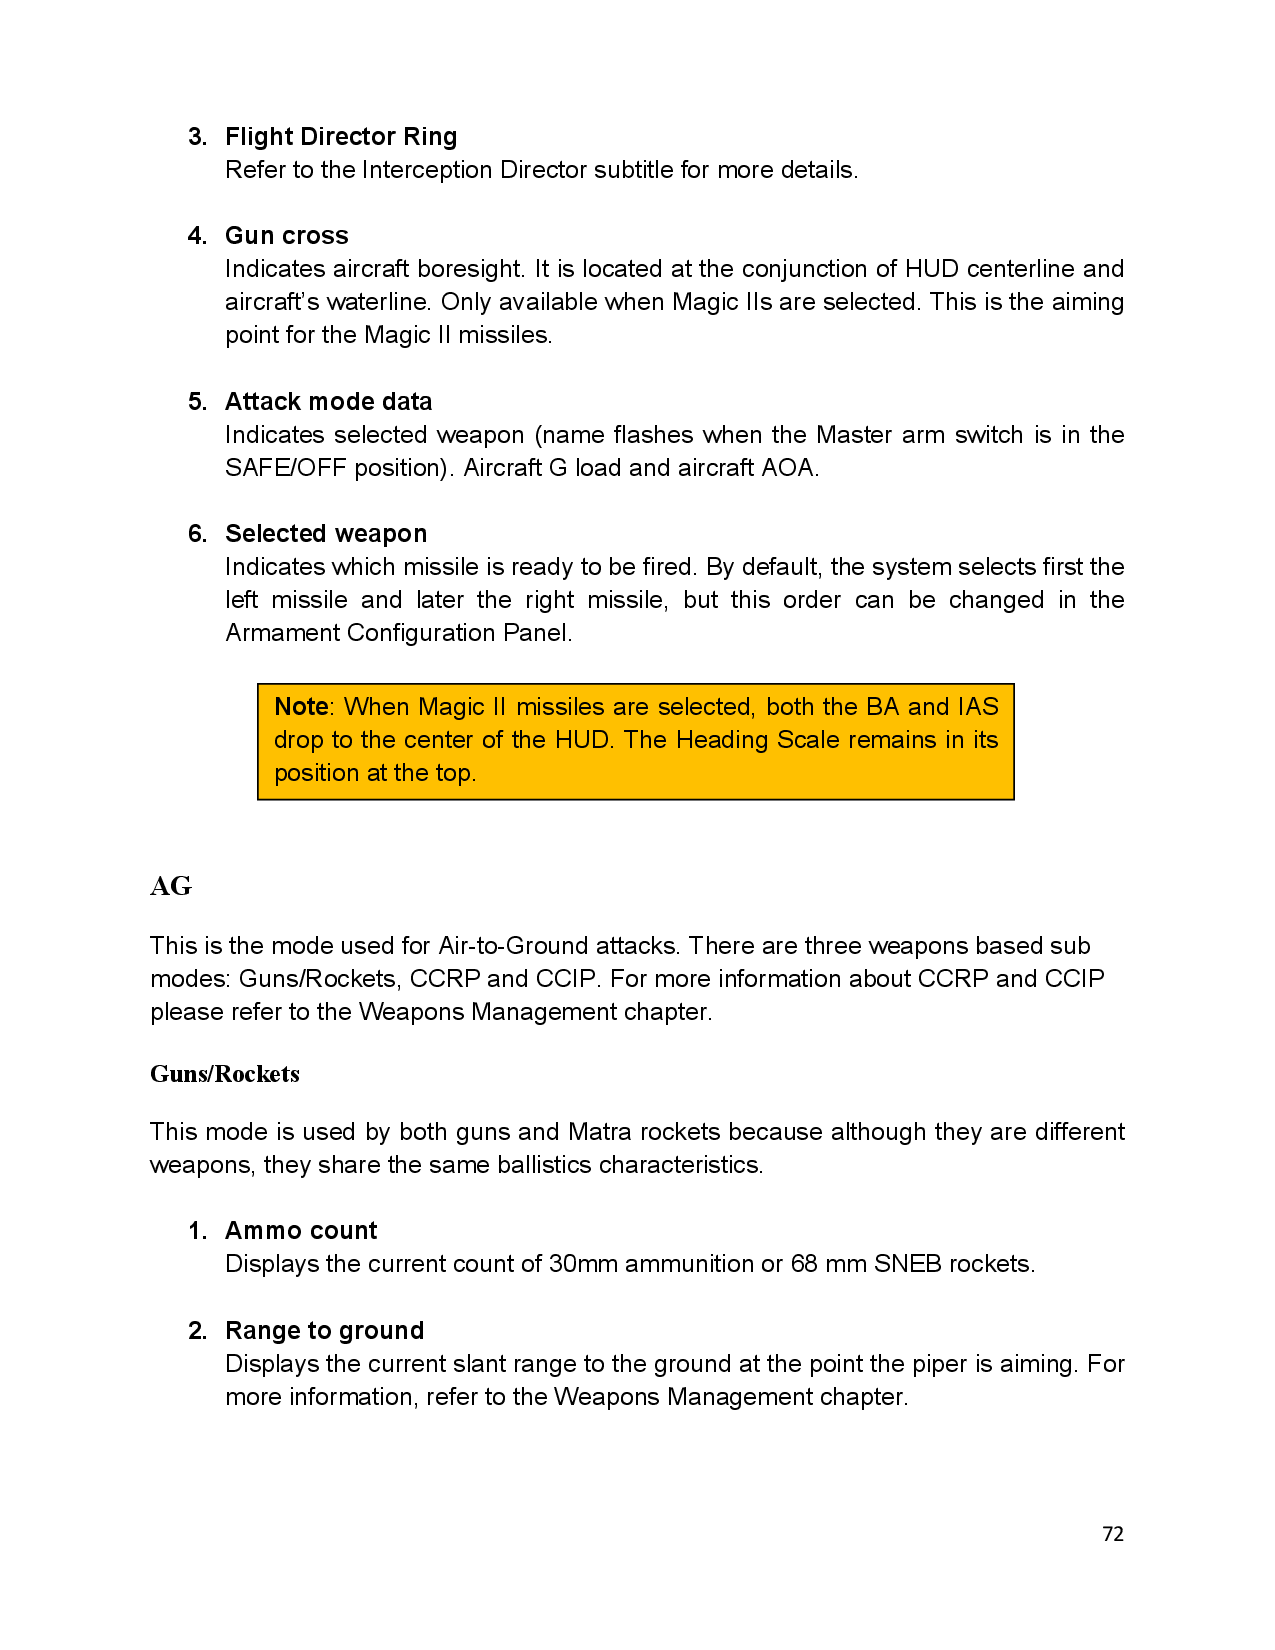 3. Flight Director Ring
Refer to the Interception Director subtitle for more details.
4. Gun cross
Indicates aircraft boresight. It is located at the conjunction of HUD centerline and
aircraft’s waterline. Only available when Magic IIs are selected. This is the aiming
point for the Magic II missiles.
5. Attack mode data
Indicates selected weapon (name flashes when the Master arm switch is in the
SAFE/OFF position). Aircraft G load and aircraft AOA.
6. Selected weapon
Indicates which missile is ready to be fired. By default, the system selects first the
left missile and later the right missile, but this order can be changed in the
Armament Configuration Panel.
Note: When Magic II missiles are selected, both the BA and IAS
drop to the center of the HUD. The Heading Scale remains in its
position at the top.
AG
This is the mode used for Air-to-Ground attacks. There are three weapons based sub
modes: Guns/Rockets, CCRP and CCIP. For more information about CCRP and CCIP
please refer to the Weapons Management chapter.
Guns/Rockets
This mode is used by both guns and Matra rockets because although they are different
weapons, they share the same ballistics characteristics.
1. Ammo count
Displays the current count of 30mm ammunition or 68 mm SNEB rockets.
2. Range to ground
Displays the current slant range to the ground at the point the piper is aiming. For
more information, refer to the Weapons Management chapter.
72